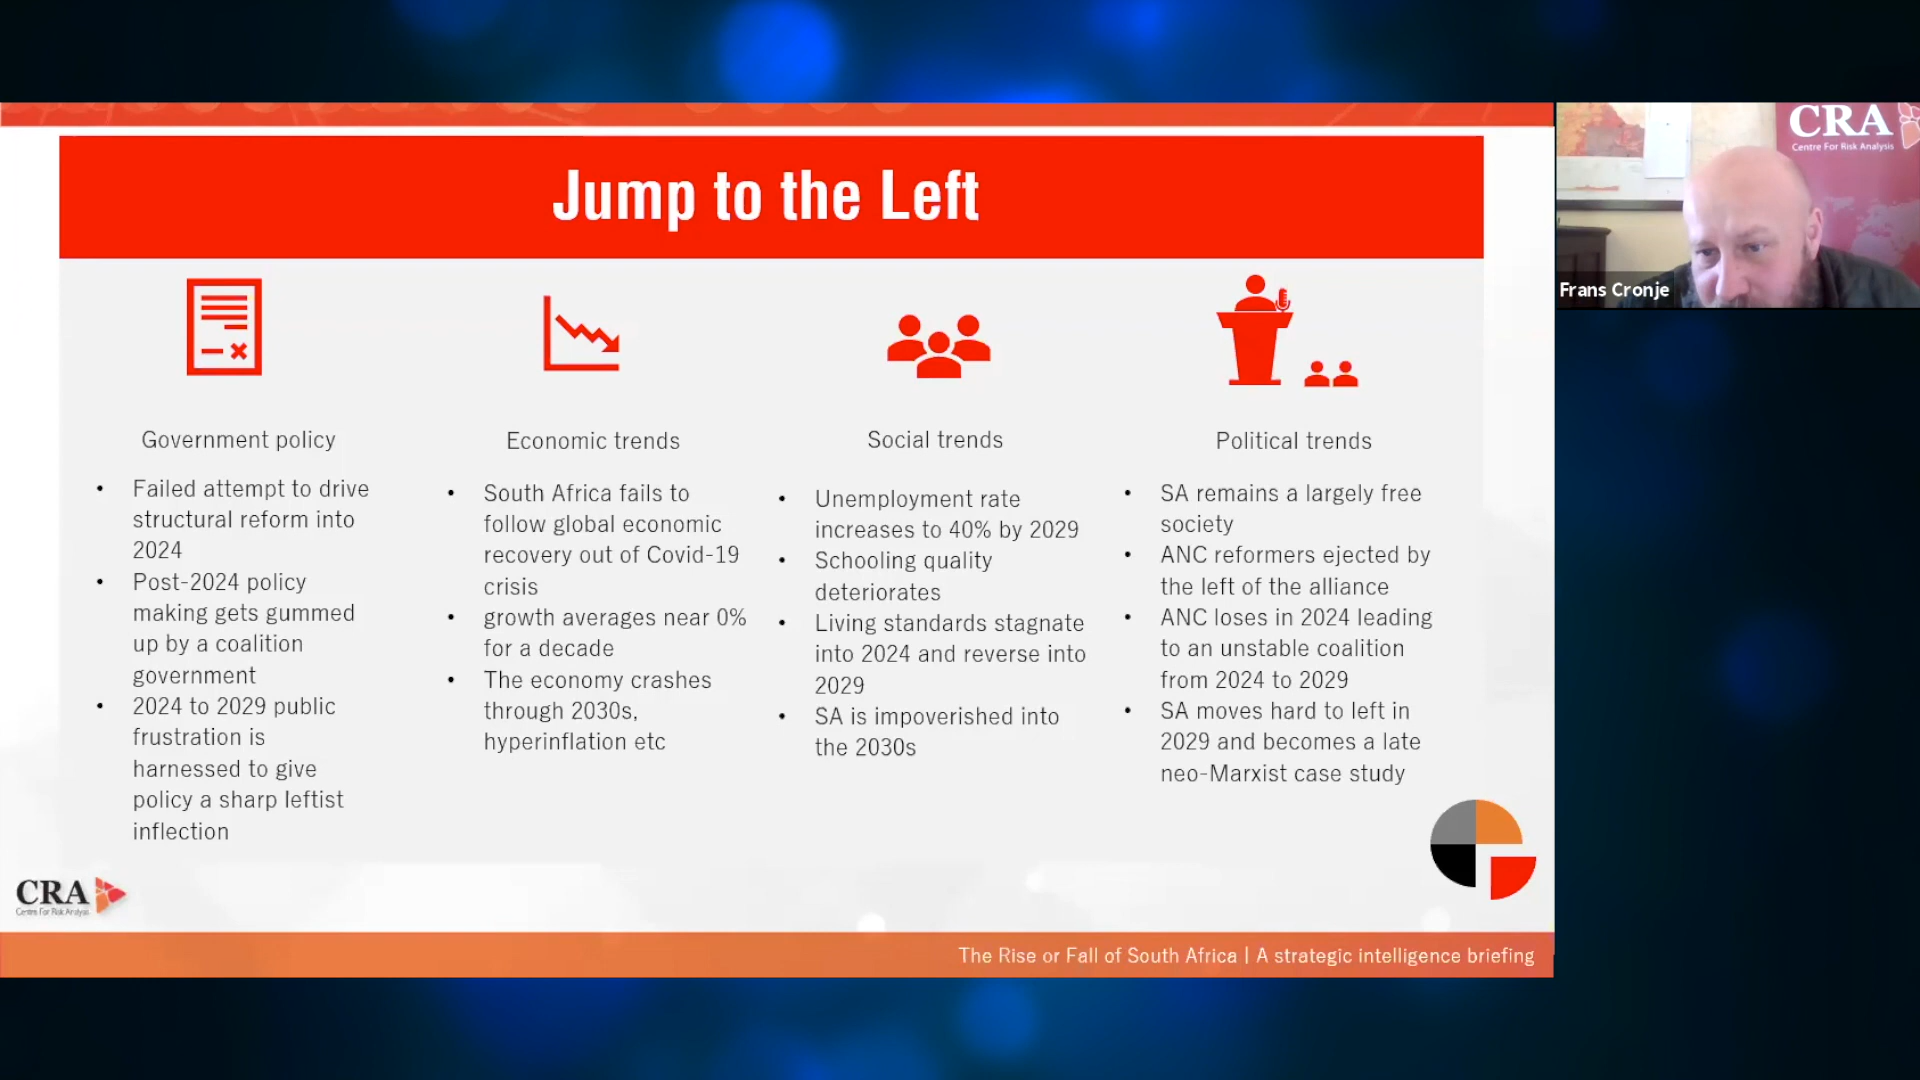 Jump to the Left
Government policy
• Failed attempt to drive
structural reform into
2024
• Post-2024 policy
making gets gummed
up by a coalition
government
• 2024 to 2029 public
frustration is
harnessed to give
policy a sharp leftist
inflection
Economic trends
• South Africa fails to
follow global economic
recovery out of Covid-19
crisis
• growth averages near 0%
for a decade
• The economy crashes
through 2030s,
hyperinflation etc
Social trends
• Unemployment rate
increases to 40% by 2029
• Schooling quality
deteriorates
• Living standards stagnate
into 2024 and reverse into
2029
• SA is impoverished into
the 2030s
Political trends
• SA remains a largely free
society
• ANC reformers ejected by
the left of the alliance
• ANC loses in 2024 leading
to an unstable coalition
from 2024 to 2029
• SA moves hard to left in
2029 and becomes a late
neo-Marxist case study
CRA
Centre For Risk Analysis
The Rise or Fall of South Africa | A strategic intelligence briefing
CRA
Centre For Risk Analysis
Frans Cronje